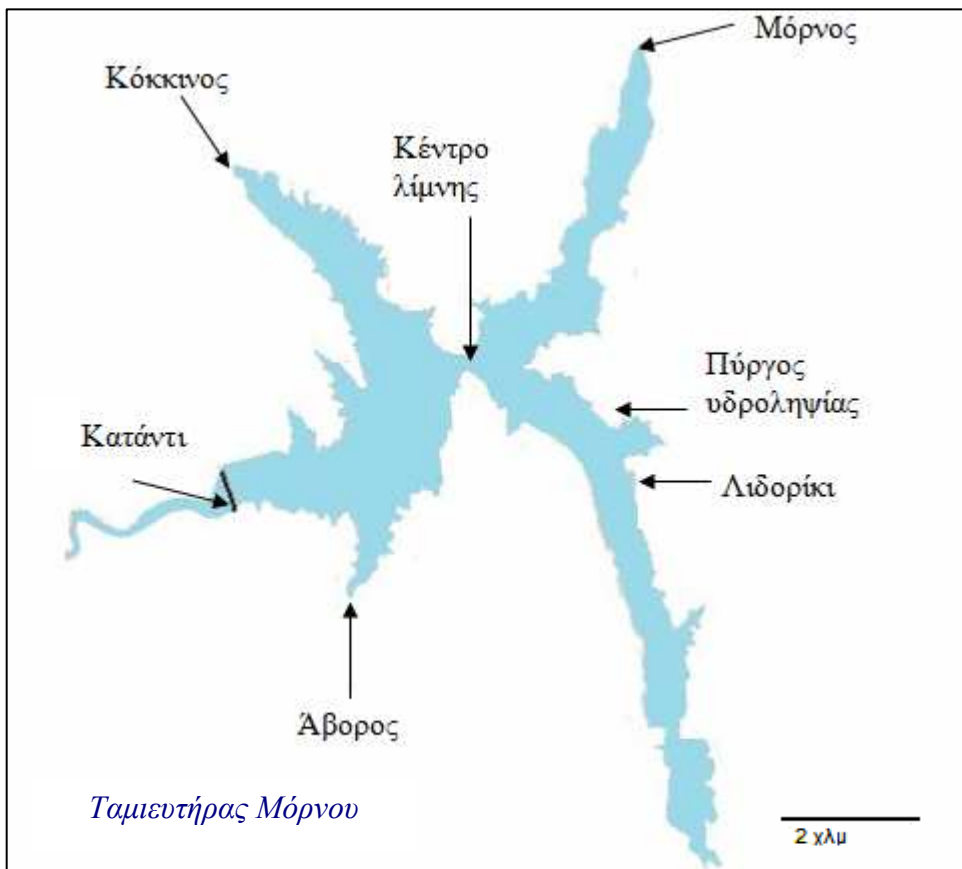 Μόρνος
Κόκκινος
Κέντρο
λίμνης
Πύργος
υδροληψίας
Κατάντι
Λιδορίκι
Άβορος
Ταμιευτήρας Μόρνου
2 χλμ